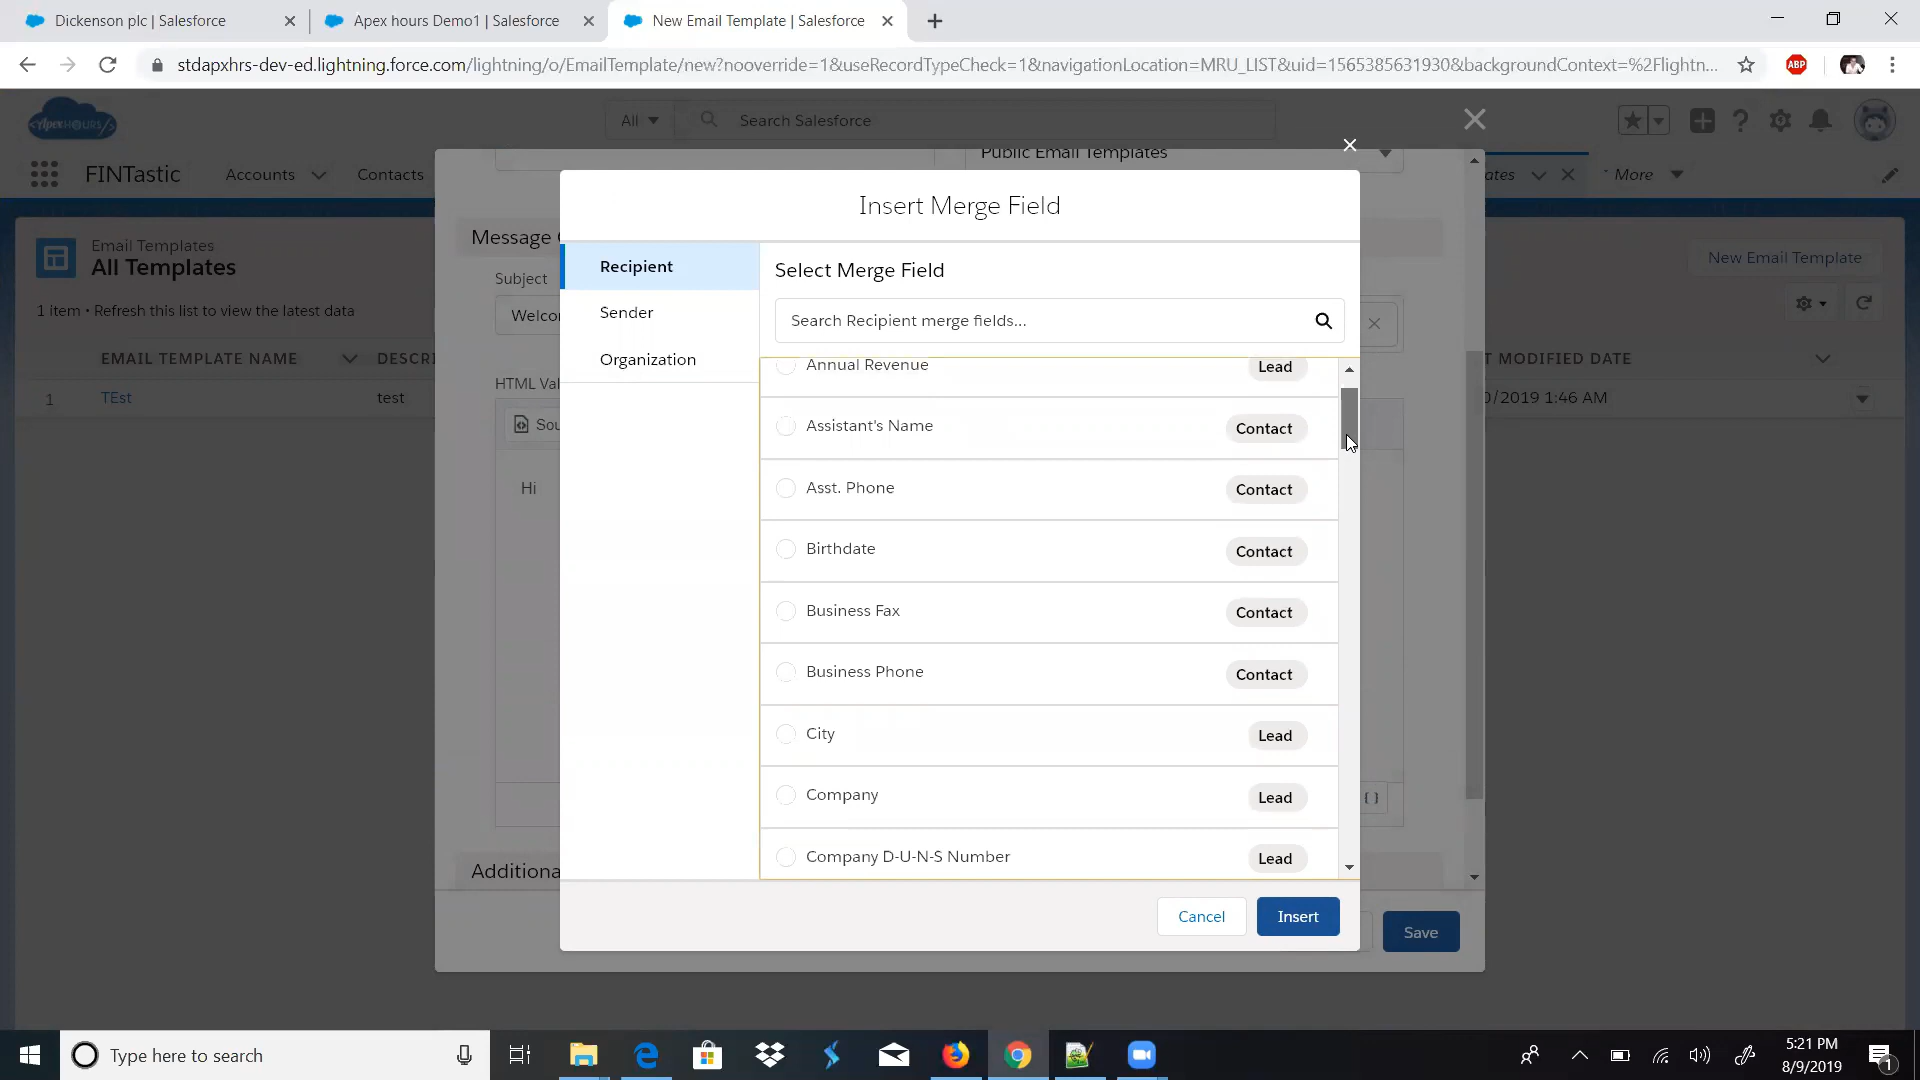 Dickenson plc | Salesforce
Apex hours Demo1 | Salesforce
New Email Template | Salesforce
stdapxhrs-dev-ed.lightning.force.com/lightning/o/EmailTemplate/new?nooverride=1&useRecordTypeCheck=1&navigationLocation=MRU_LIST&uid=1565385631930&backgroundContext=%2Flightn...
ABP
<ApexHOURS/>
All
Search Salesforce
FINTastic
Accounts
Contacts
ates
* More
Public Email Templates
Email Templates
All Templates
New Email Template
1 item • Refresh this list to view the latest data
EMAIL TEMPLATE NAME
DESCRI
T MODIFIED DATE
1
TEst
test
0/2019 1:46 AM
Message
Subject
Welcon
HTML Val
Sou
Hi
Additiona
Save
Insert Merge Field
Recipient
Sender
Organization
Select Merge Field
Search Recipient merge fields...
Annual Revenue Lead
Assistant's Name Contact
Asst. Phone Contact
Birthdate Contact
Business Fax Contact
Business Phone Contact
City Lead
Company Lead
Company D-U-N-S Number Lead
{ }
Cancel
Insert
Type here to search
5:21 PM
8/9/2019
1